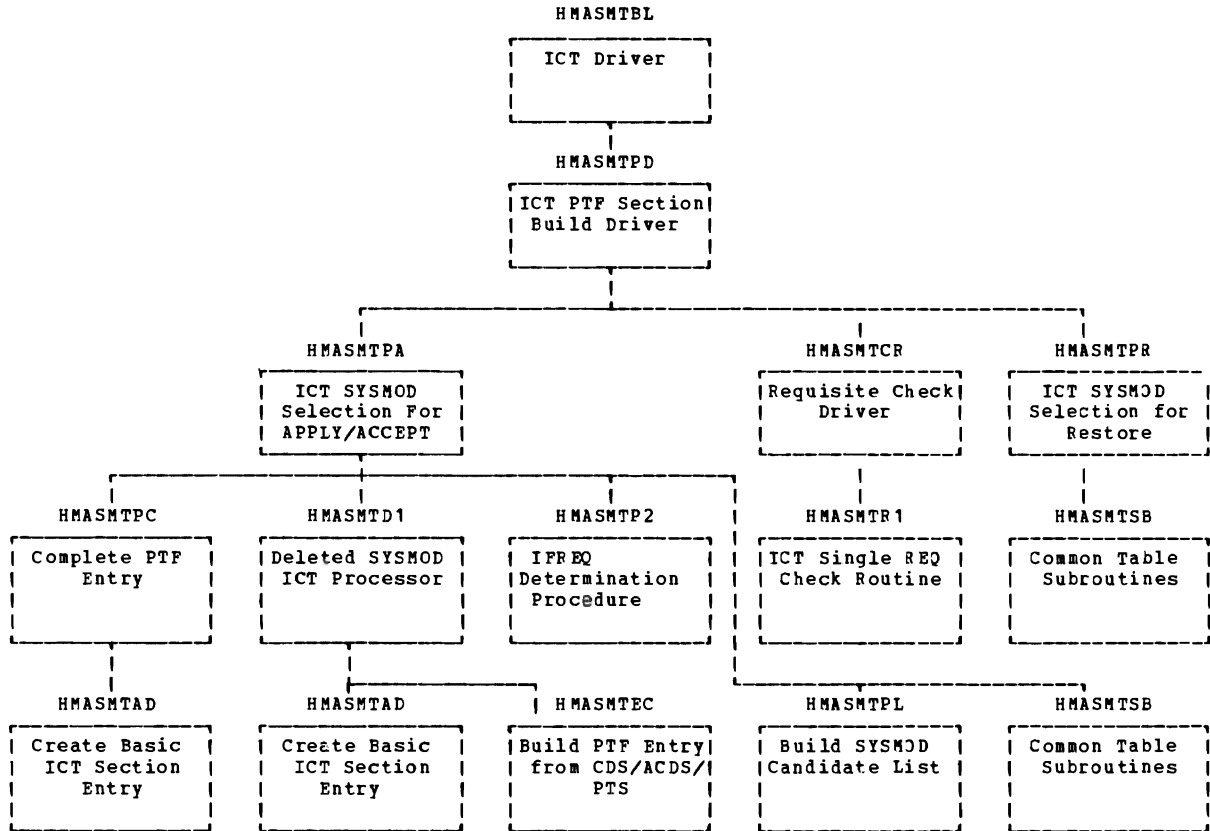 HMASMTBL
ICT Driver
HMASMTPD
ICT PTF Section
Build Driver
HMASMTPA
HMASMTCR
HMASMTPR
ICT SYSMOD
Selection For
APPLY/ACCEPT
Requisite Check
Driver
ICT SYSMOD
Selection for
Restore
HMASMTPC
HMASMTD1
HMASMTP2
HMASMTR1
HMASMTSB
Complete PTF
Entry
Deleted SYSMOD
ICT Processor
IFREQ
Determination
Procedure
ICT Single REQ
Check Routine
Common Table
Subroutines
HMASMTAD
HMASMTAD
HMASMTEC
HMASMTPL
HMASMTSB
Create Basic
ICT Section
Entry
Create Basic
ICT Section
Entry
Build PTF Entry
from CDS/ACDS/
PTS
Build SYSMOD
Candidate List
Common Table
Subroutines